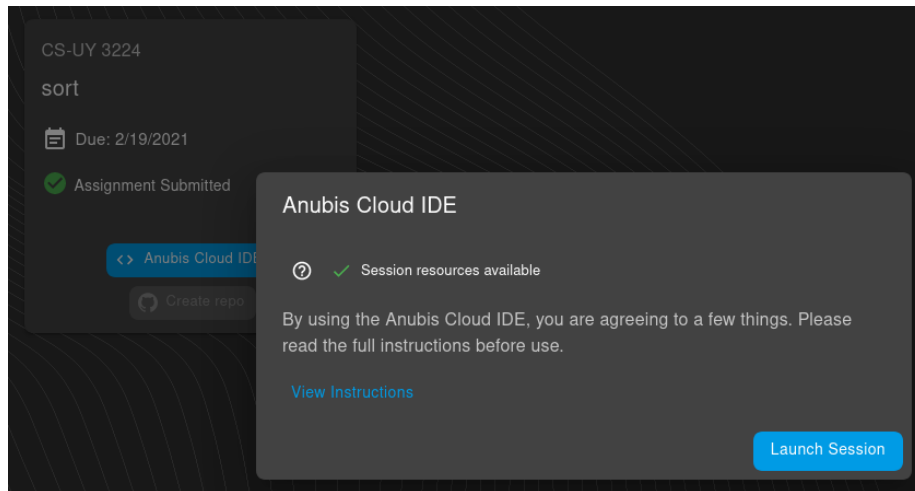 CS-UY 3224
sort
Due: 2/19/2021
Assignment Submitted
Anubis Cloud IDE
Create repo
Anubis Cloud IDE
Session resources available
By using the Anubis Cloud IDE, you are agreeing to a few things. Please
read the full instructions before use.
View Instructions
Launch Session